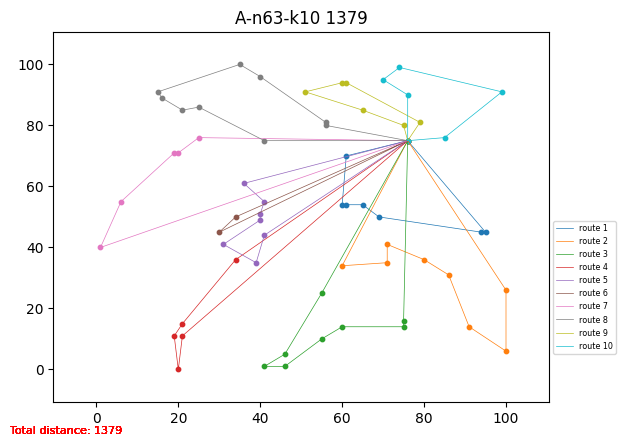 A-n63-k10 1379
100
80
60
40
20
0
0 20 40 60 80 100
route 1
route 2
route 3
route 4
route 5
route 6
route 7
route 8
route 9
route 10
Total distance: 1379